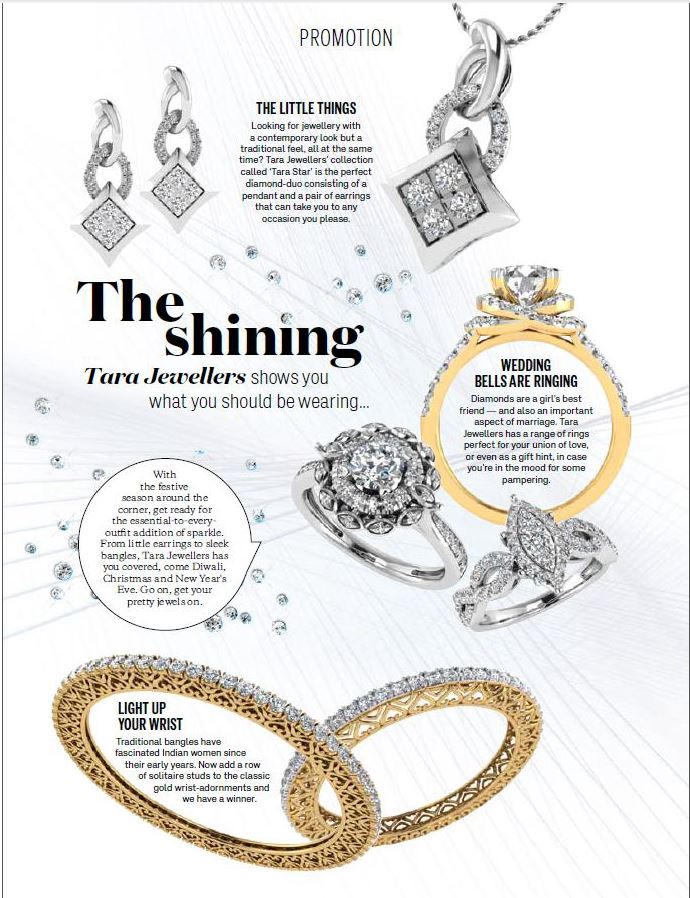 PROMOTION
THE LITTLE THINGS
Looking for jewellery with
a contemporary look but a
traditional feel, all at the same
time? Tara Jewellers' collection
called 'Tara Star' is the perfect
diamond-duo consisting of a
pendant and a pair of earrings
that can take you to any
occasion you please.
The
shining
Tara Jewellers shows you
what you should be wearing...
WEDDING
BELLS ARE RINGING
Diamonds are a girl's best
friend — and also an important
aspect of marriage. Tara
Jewellers has a range of rings
perfect for your union of love,
or even as a gift hint, in case
you're in the mood for some
pampering.
With
the festive
season around the
corner, get ready for
the essential-to-every-
outfit addition of sparkle.
From little earrings to sleek
bangles, Tara Jewellers has
you covered, come Diwali,
Christmas and New Year's
Eve. Go on, get your
pretty jewels on.
LIGHT UP
YOUR WRIST
Traditional bangles have
fascinated Indian women since
their early years. Now add a row
of solitaire studs to the classic
gold wrist-adornments and
we have a winner.